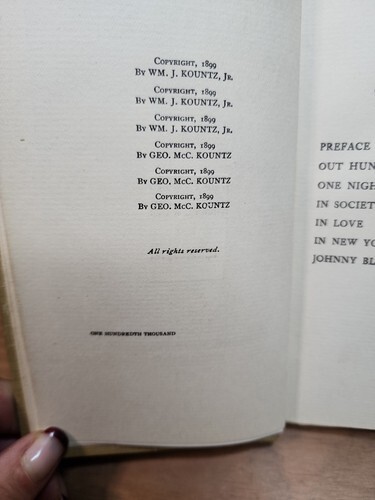 Copyright, 1899
By WM. J. KOUNTZ, Jr.
Copyright, 1899
By WM. J. KOUNTZ, Jr.
Copyright, 1899
By WM. J. KOUNTZ, Jr.
Copyright, 1899
By GEO. McC. KOUNTZ
Copyright, 1899
By GEO. McC. KOUNTZ
Copyright, 1899
By GEO. McC. KOUNTZ
All rights reserved.
ONE HUNDREDTH THOUSAND
PREFACE
OUT HUN
ONE NIGH
IN SOCIET
IN LOVE
IN NEW YO
JOHNNY BL